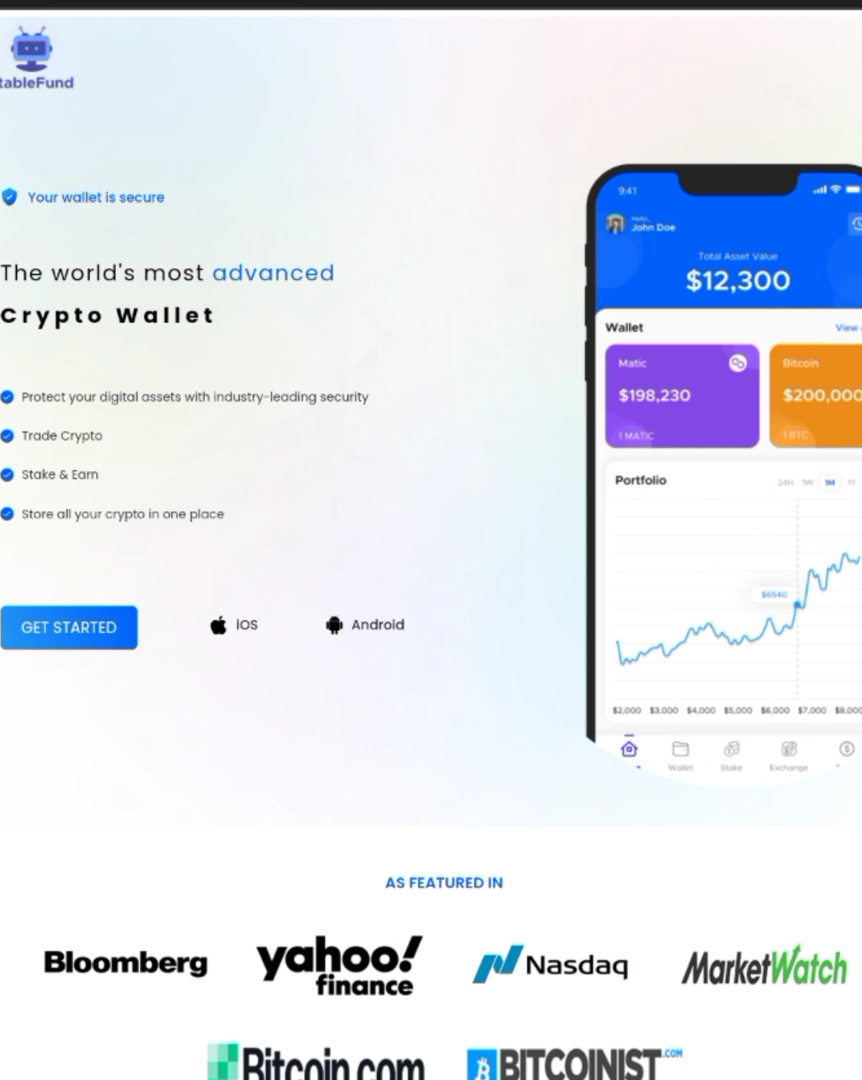 tableFund
Your wallet is secure
The world's most advanced
Crypto Wallet
Protect your digital assets with industry-leading security
Trade Crypto
Stake & Earn
Store all your crypto in one place
GET STARTED
iOS
Android
9:41
Hello,
John Doe
Total Asset Value
$12,300
Wallet
View
Matic
$198,230
1 MATIC
Bitcoin
$200,000
1 BTC
Portfolio
24H 1W 1M 1Y
$6540
$2,000 $3,000 $4,000 $5,000 $6,000 $7,000 $8,000
Wallet Stake Exchange
AS FEATURED IN
Bloomberg
yahoo!
finance
Nasdaq
MarketWatch
Bitcoin.com
BITCOINIST.COM